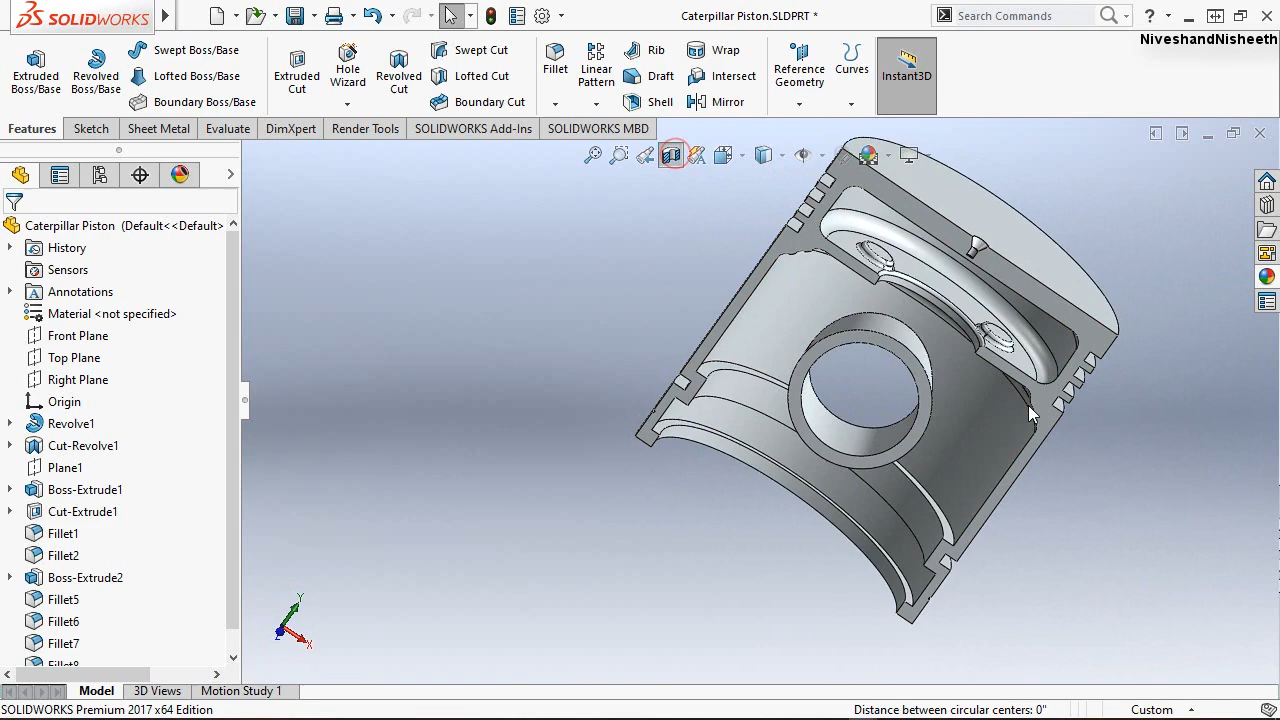 SOLIDWORKS
Caterpillar Piston.SLDPRT *
Search Commands
?
NiveshandNisheeth
Extruded Boss/Base
Revolved Boss/Base
Swept Boss/Base
Lofted Boss/Base
Boundary Boss/Base
Extruded Cut
Hole Wizard
Revolved Cut
Swept Cut
Lofted Cut
Boundary Cut
Fillet
Linear Pattern
Rib
Draft
Shell
Wrap
Intersect
Mirror
Reference Geometry
Curves
Instant3D
Features
Sketch
Sheet Metal
Evaluate
DimXpert
Render Tools
SOLIDWORKS Add-Ins
SOLIDWORKS MBD
Caterpillar Piston (Default<<Default>
History
Sensors
Annotations
Material <not specified>
Front Plane
Top Plane
Right Plane
Origin
Revolve1
Cut-Revolve1
Plane1
Boss-Extrude1
Cut-Extrude1
Fillet1
Fillet2
Boss-Extrude2
Fillet5
Fillet6
Fillet7
Fillet8
Y
X
Z
Model
3D Views
Motion Study 1
SOLIDWORKS Premium 2017 x64 Edition
Distance between circular centers: 0"
Custom